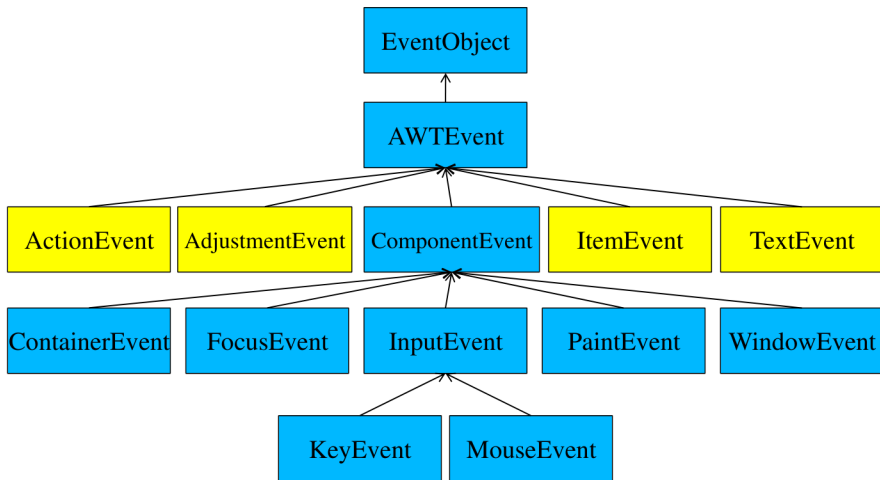 EventObject
AWTEvent
ActionEvent
AdjustmentEvent
ComponentEvent
ItemEvent
TextEvent
ContainerEvent
FocusEvent
InputEvent
PaintEvent
WindowEvent
KeyEvent
MouseEvent